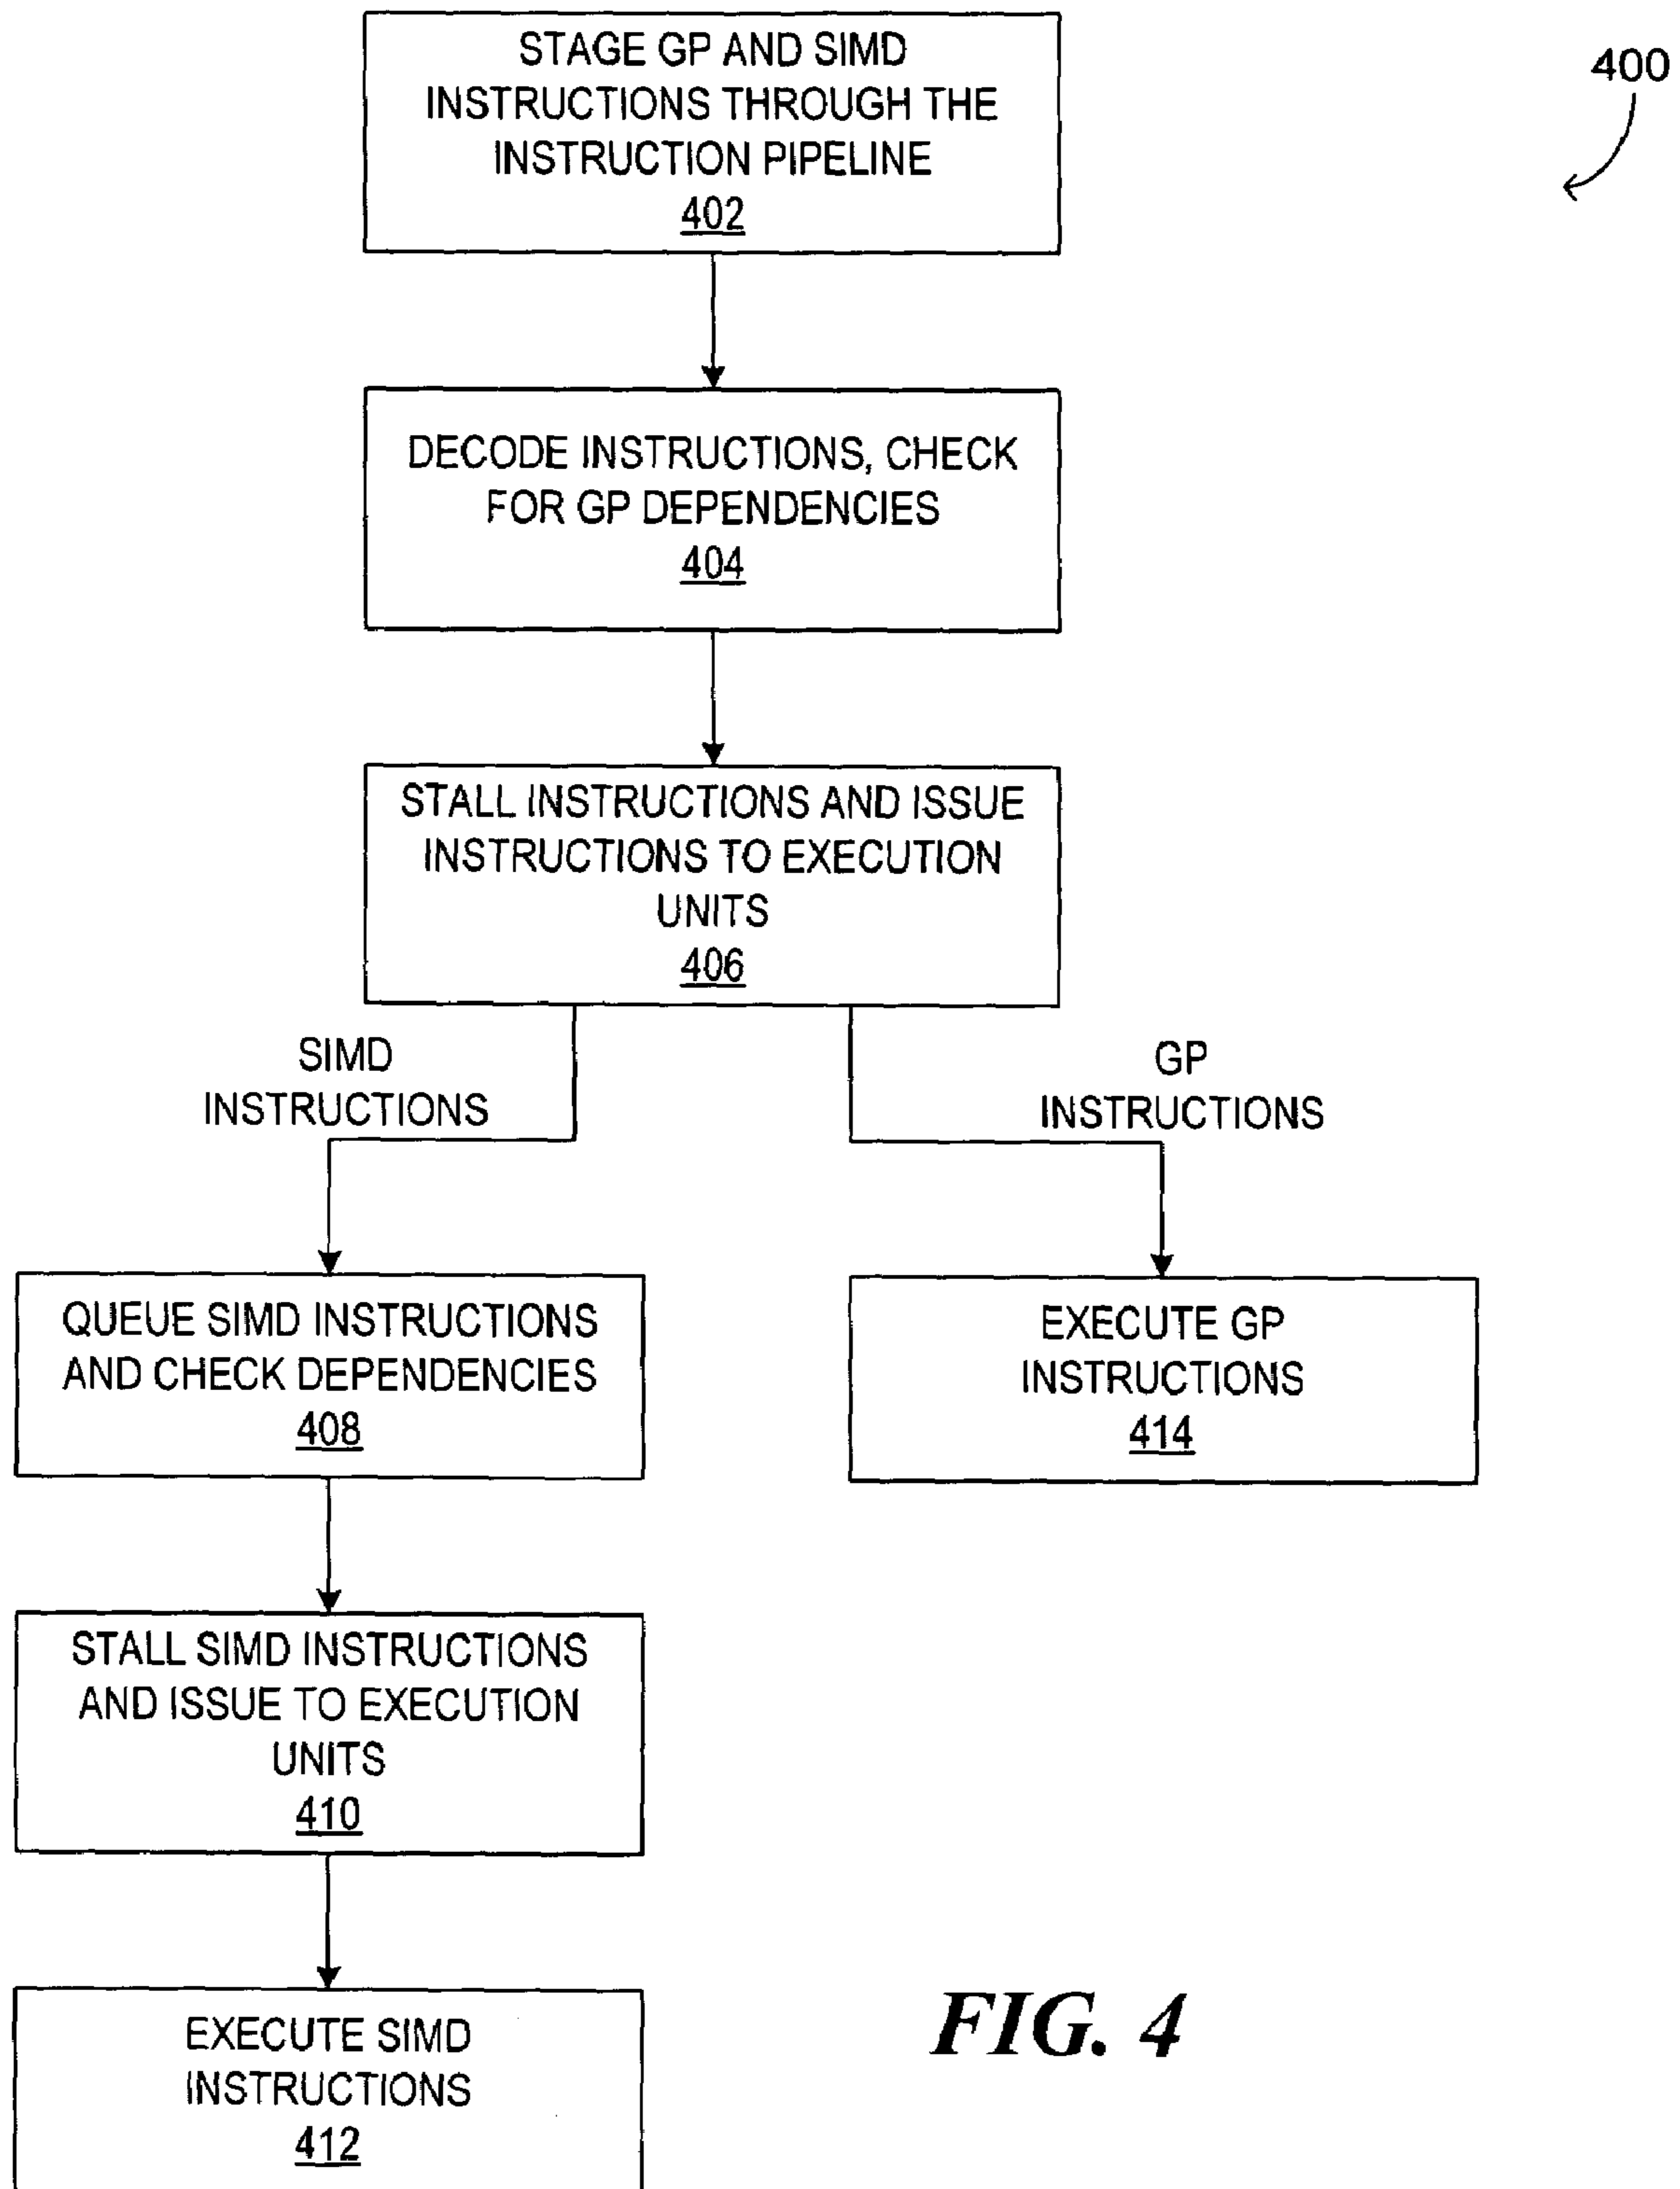 STAGE GP AND SIMD
INSTRUCTIONS THROUGH THE
INSTRUCTION PIPELINE
402
400
DECODE INSTRUCTIONS, CHECK
FOR GP DEPENDENCIES
404
STALL INSTRUCTIONS AND ISSUE
INSTRUCTIONS TO EXECUTION
UNITS
406
SIMD
INSTRUCTIONS
GP
INSTRUCTIONS
QUEUE SIMD INSTRUCTIONS
AND CHECK DEPENDENCIES
408
EXECUTE GP
INSTRUCTIONS
414
STALL SIMD INSTRUCTIONS
AND ISSUE TO EXECUTION
UNITS
410
EXECUTE SIMD
INSTRUCTIONS
412
FIG. 4